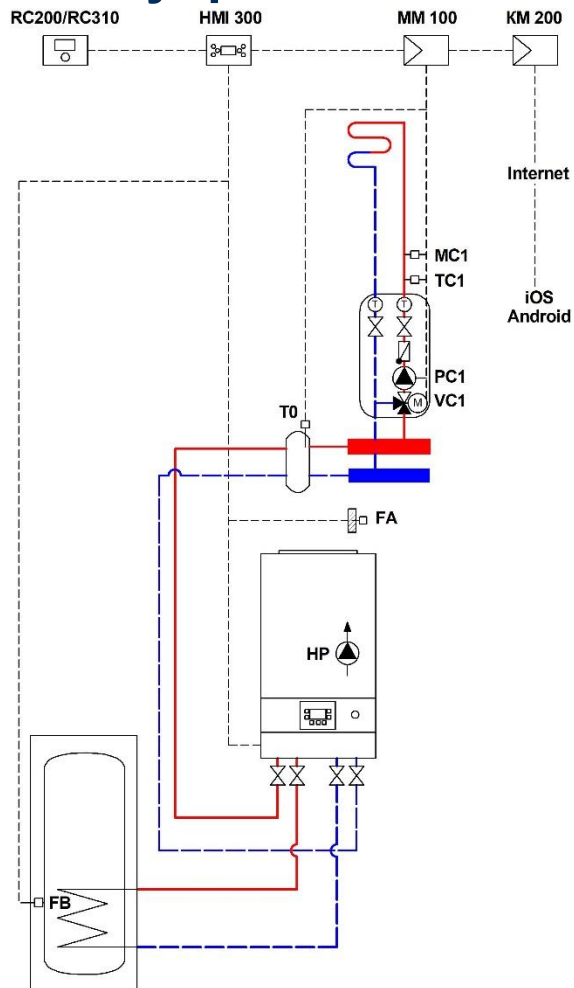 RC200/RC310
HMI 300
MM 100
KM 200
Internet
MC1
TC1
iOS
Android
T
T
PC1
VC1
M
T0
FA
HP
FB